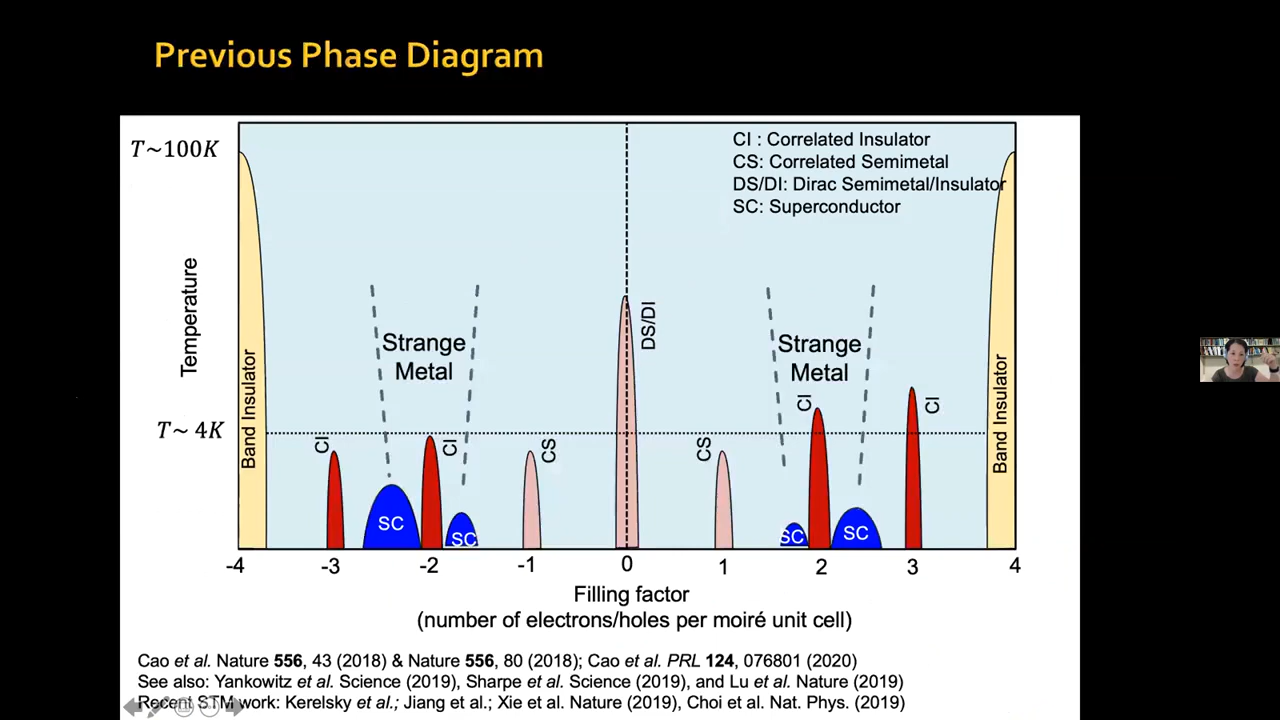 Previous Phase Diagram
T~100K
CI : Correlated Insulator
CS: Correlated Semimetal
DS/DI: Dirac Semimetal/Insulator
SC: Superconductor
Temperature
Strange
Metal
DS/DI
Strange
Metal
Band Insulator
Band Insulator
T~ 4K
CI
CI
CS
CS
CI
CI
SC
SC
SC
SC
-4
-3
-2
-1
0
1
2
3
4
Filling factor
(number of electrons/holes per moiré unit cell)
Cao et al. Nature 556, 43 (2018) & Nature 556, 80 (2018); Cao et al. PRL 124, 076801 (2020)
See also: Yankowitz et al. Science (2019), Sharpe et al. Science (2019), and Lu et al. Nature (2019)
Recent STM work: Kerelsky et al.; Jiang et al.; Xie et al. Nature (2019), Choi et al. Nat. Phys. (2019)